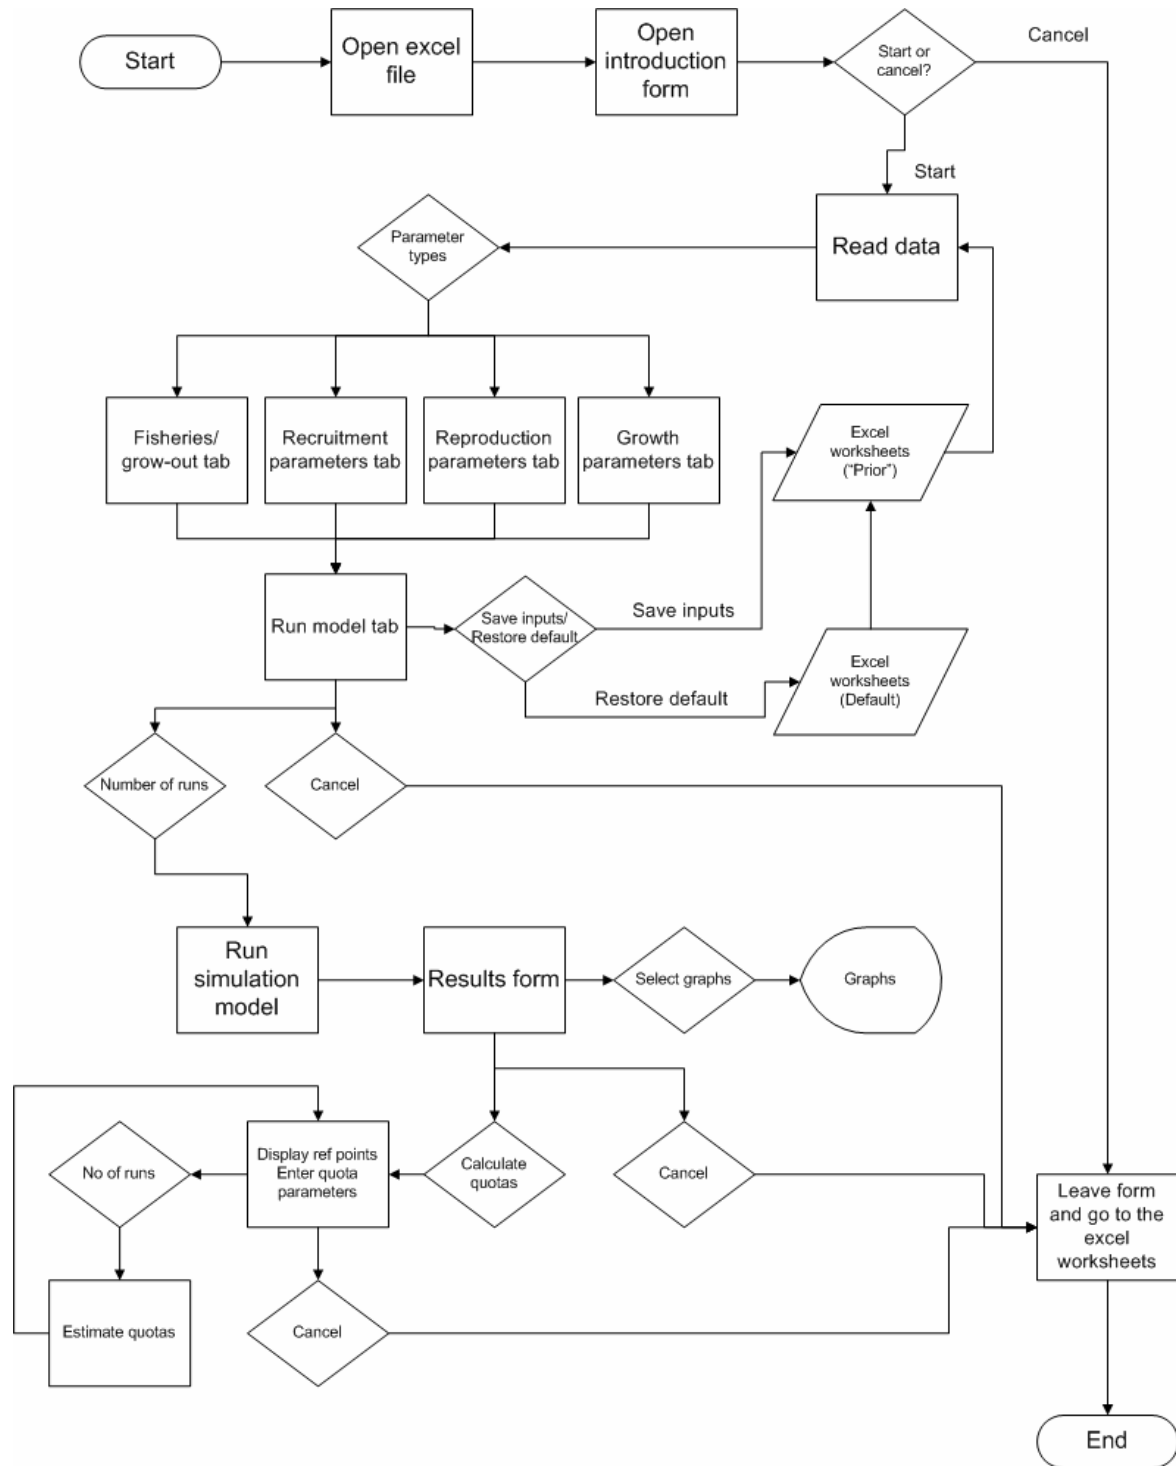 Start
Open excel
file
Open
introduction
form
Start or
cancel?
Cancel
Start
Parameter
types
Read data
Fisheries/
grow-out tab
Recruitment
parameters tab
Reproduction
parameters tab
Growth
parameters tab
Excel
worksheets
(“Prior”)
Run model tab
Save inputs/
Restore default
Save inputs
Restore default
Excel
worksheets
(Default)
Number of runs
Cancel
Run
simulation
model
Results form
Select graphs
Graphs
No of runs
Display ref points
Enter quota
parameters
Calculate
quotas
Cancel
Leave form
and go to the
excel
worksheets
Estimate quotas
Cancel
End